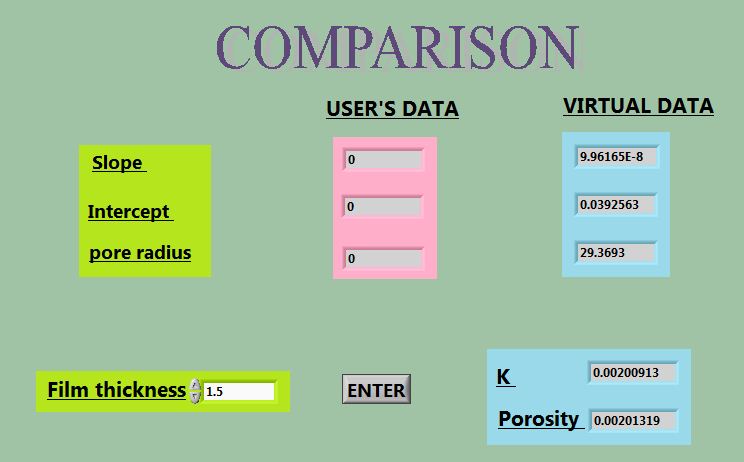 COMPARISON
USER'S DATA VIRTUAL DATA
Slope 0 9.96165E-8
Intercept 0 0.0392563
pore radius 0 29.3693
Film thickness 1.5 ENTER
K 0.00200913
Porosity 0.00201319